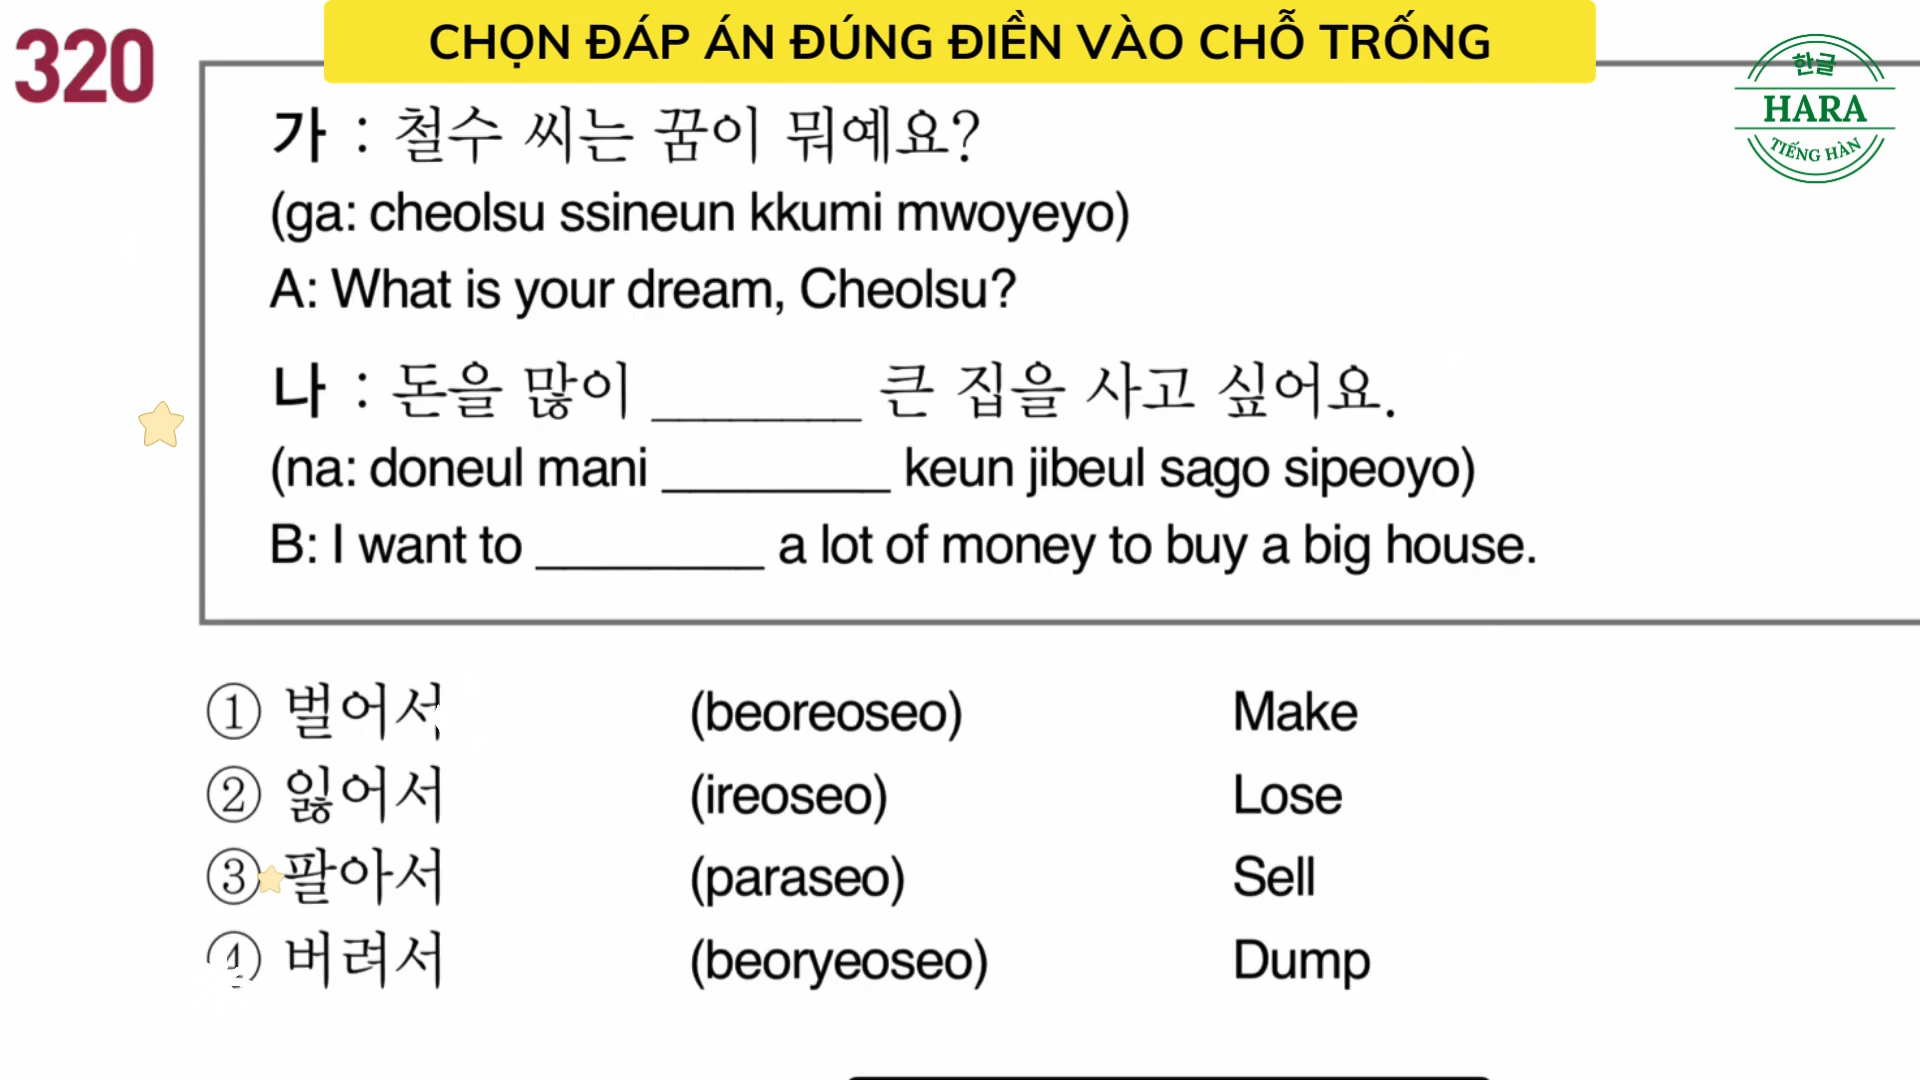 CHỌN ĐÁP ÁN ĐÚNG ĐIỀN VÀO CHỖ TRỐNG
320
한글
HARA
TIẾNG HÀN
가 : 철수 씨는 꿈이 뭐예요?
(ga: cheolsu ssineun kkumi mwoyeyo)
A: What is your dream, Cheolsu?
나 : 돈을 많이 ________ 큰 집을 사고 싶어요.
(na: doneul mani ________ keun jibeul sago sipeoyo)
B: I want to ________ a lot of money to buy a big house.
① 벌어서 (beoreoseo) Make
② 잃어서 (ireoseo) Lose
③ 팔아서 (paraseo) Sell
④ 버려서 (beoryeoseo) Dump